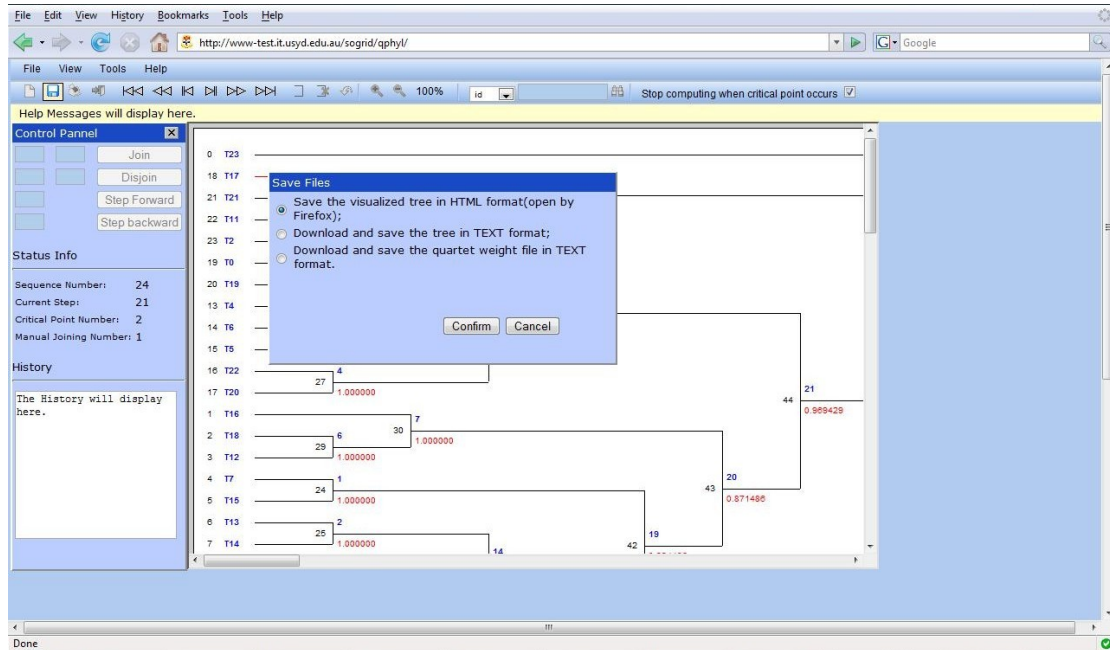 File Edit View History Bookmarks Tools Help
http://www-test.it.usyd.edu.au/sogrid/qphyl/
G Google
File View Tools Help
100% id Stop computing when critical point occurs
Help Messages will display here.
Control Pannel
Join
Disjoin
Step Forward
Step backward
Status Info
Sequence Number: 24
Current Step: 21
Critical Point Number: 2
Manual Joining Number: 1
History
The History will display
here.
0 T23
18 T17
21 T21
22 T11
23 T2
19 T0
20 T19
13 T4
14 T6
15 T5
16 T22
17 T20
1 T16
2 T18
3 T12
4 T7
5 T15
6 T13
7 T14
Save Files
Save the visualized tree in HTML format(open by
Firefox);
Download and save the tree in TEXT format;
Download and save the quartet weight file in TEXT
format.
Confirm Cancel
27 4
1.000000
44 21
0.969429
30 7
1.000000
29 6
1.000000
24 1
1.000000
43 20
0.871486
25 2
1.000000
14
42 19
Done